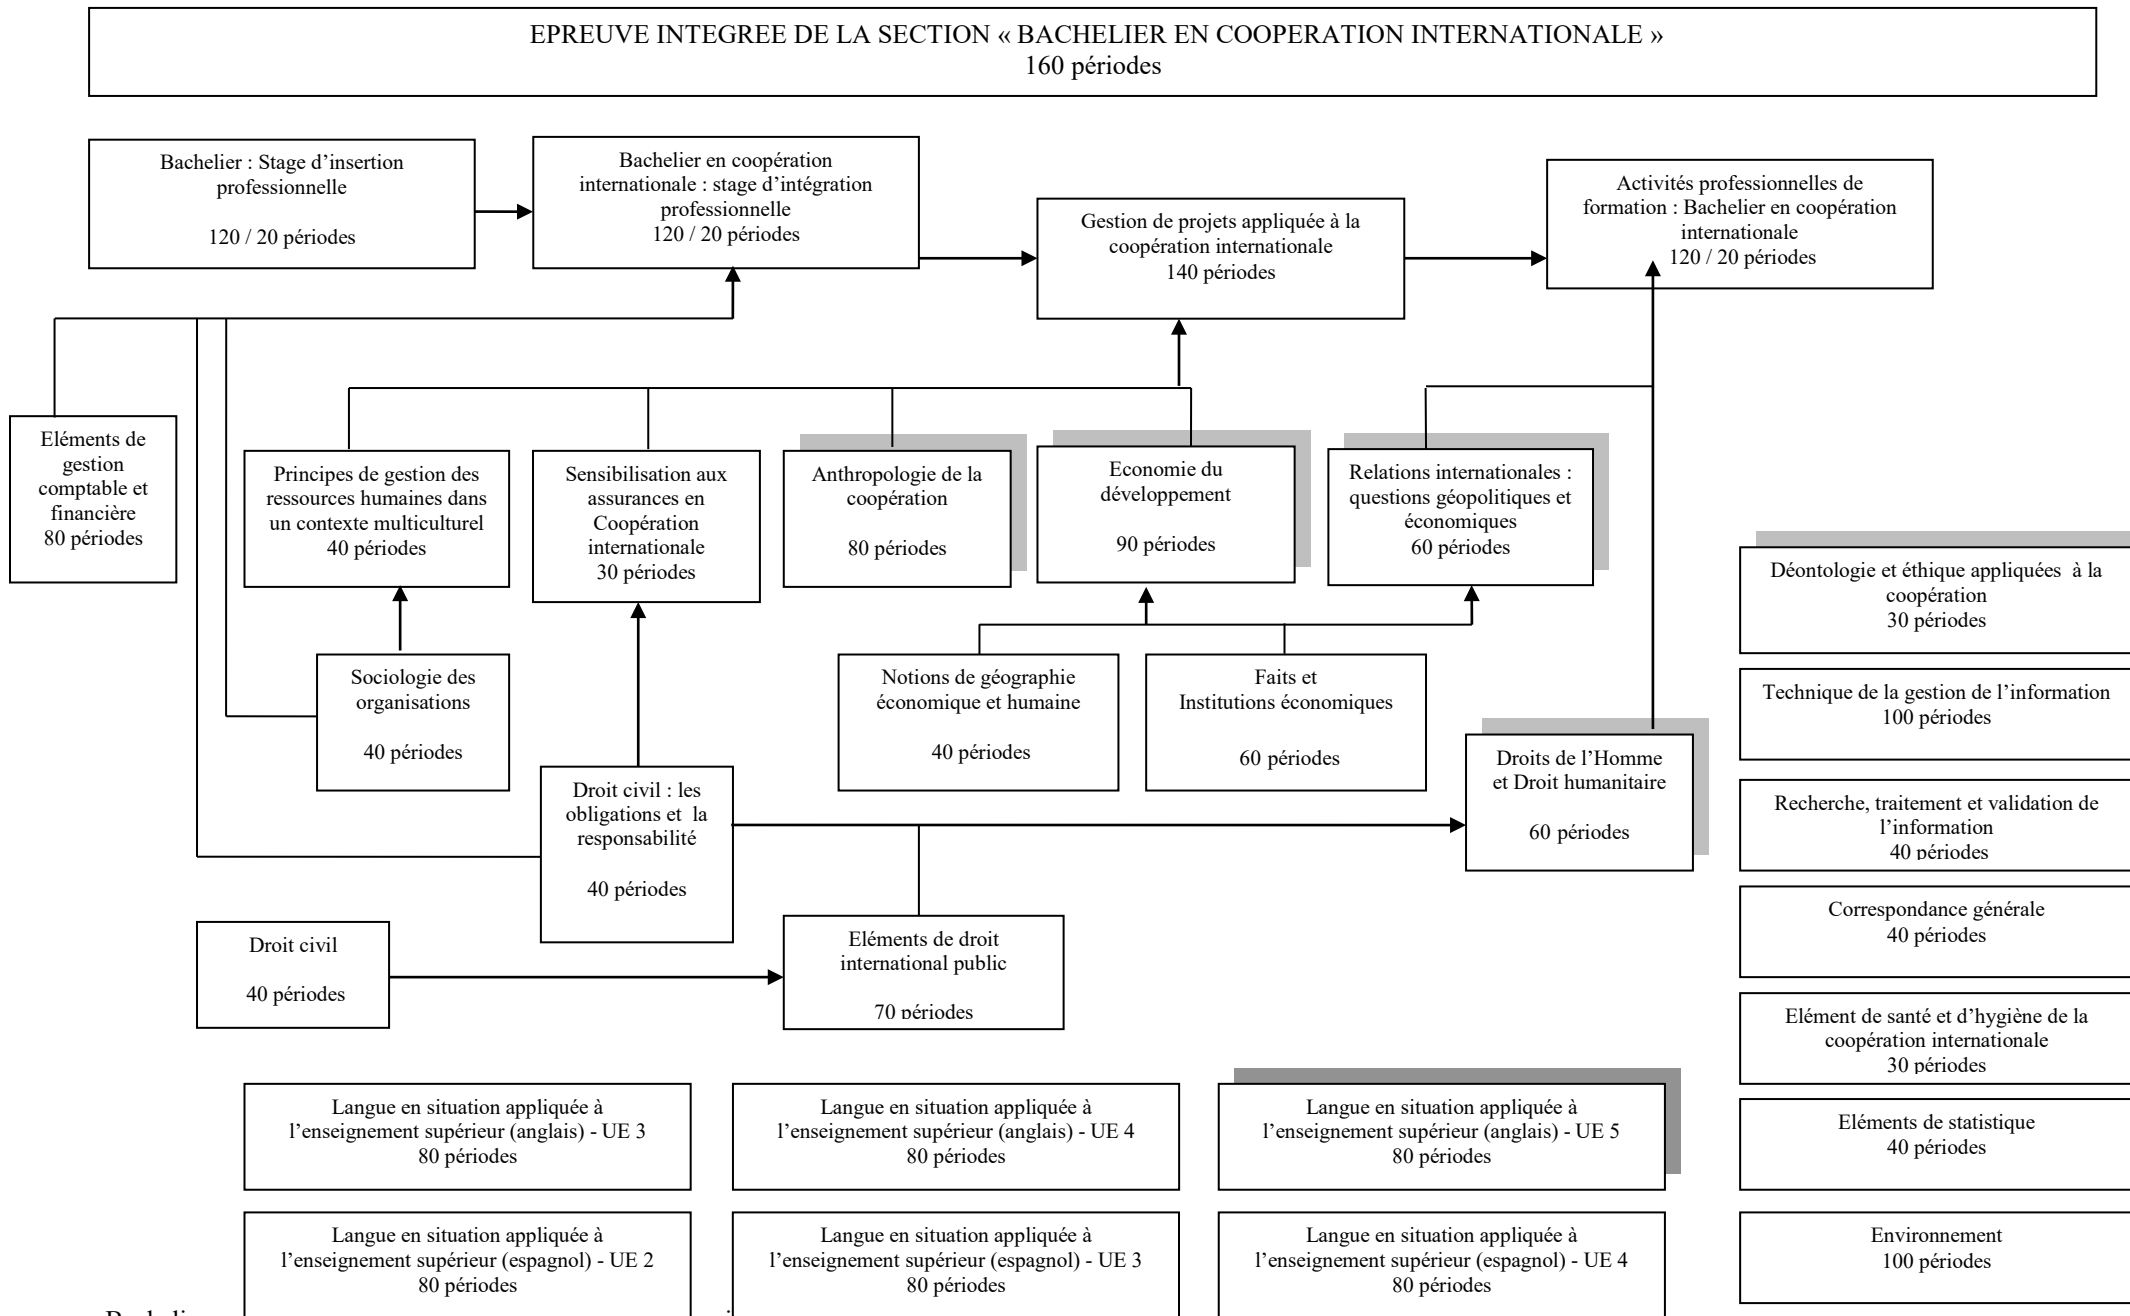 EPREUVE INTEGREE DE LA SECTION « BACHELIER EN COOPERATION INTERNATIONALE »
160 périodes
Bachelier : Stage d’insertion
professionnelle
120 / 20 périodes
Bachelier en coopération
internationale : stage d’intégration
professionnelle
120 / 20 périodes
Gestion de projets appliquée à la
coopération internationale
140 périodes
Activités professionnelles de
formation : Bachelier en coopération
internationale
120 / 20 périodes
Eléments de
gestion
comptable et
financière
80 périodes
Principes de gestion des
ressources humaines dans
un contexte multiculturel
40 périodes
Sensibilisation aux
assurances en
Coopération
internationale
30 périodes
Anthropologie de la
coopération
80 périodes
Economie du
développement
90 périodes
Relations internationales :
questions géopolitiques et
économiques
60 périodes
Déontologie et éthique appliquées à la
coopération
30 périodes
Sociologie des
organisations
40 périodes
Notions de géographie
économique et humaine
40 périodes
Faits et
Institutions économiques
60 périodes
Technique de la gestion de l’information
100 périodes
Droit civil : les
obligations et la
responsabilité
40 périodes
Droits de l’Homme
et Droit humanitaire
60 périodes
Recherche, traitement et validation de
l’information
40 périodes
Droit civil
40 périodes
Eléments de droit
international public
70 périodes
Correspondance générale
40 périodes
Elément de santé et d’hygiène de la
coopération internationale
30 périodes
Langue en situation appliquée à
l’enseignement supérieur (anglais) - UE 3
80 périodes
Langue en situation appliquée à
l’enseignement supérieur (anglais) - UE 4
80 périodes
Langue en situation appliquée à
l’enseignement supérieur (anglais) - UE 5
80 périodes
Eléments de statistique
40 périodes
Langue en situation appliquée à
l’enseignement supérieur (espagnol) - UE 2
80 périodes
Langue en situation appliquée à
l’enseignement supérieur (espagnol) - UE 3
80 périodes
Langue en situation appliquée à
l’enseignement supérieur (espagnol) - UE 4
80 périodes
Environnement
100 périodes